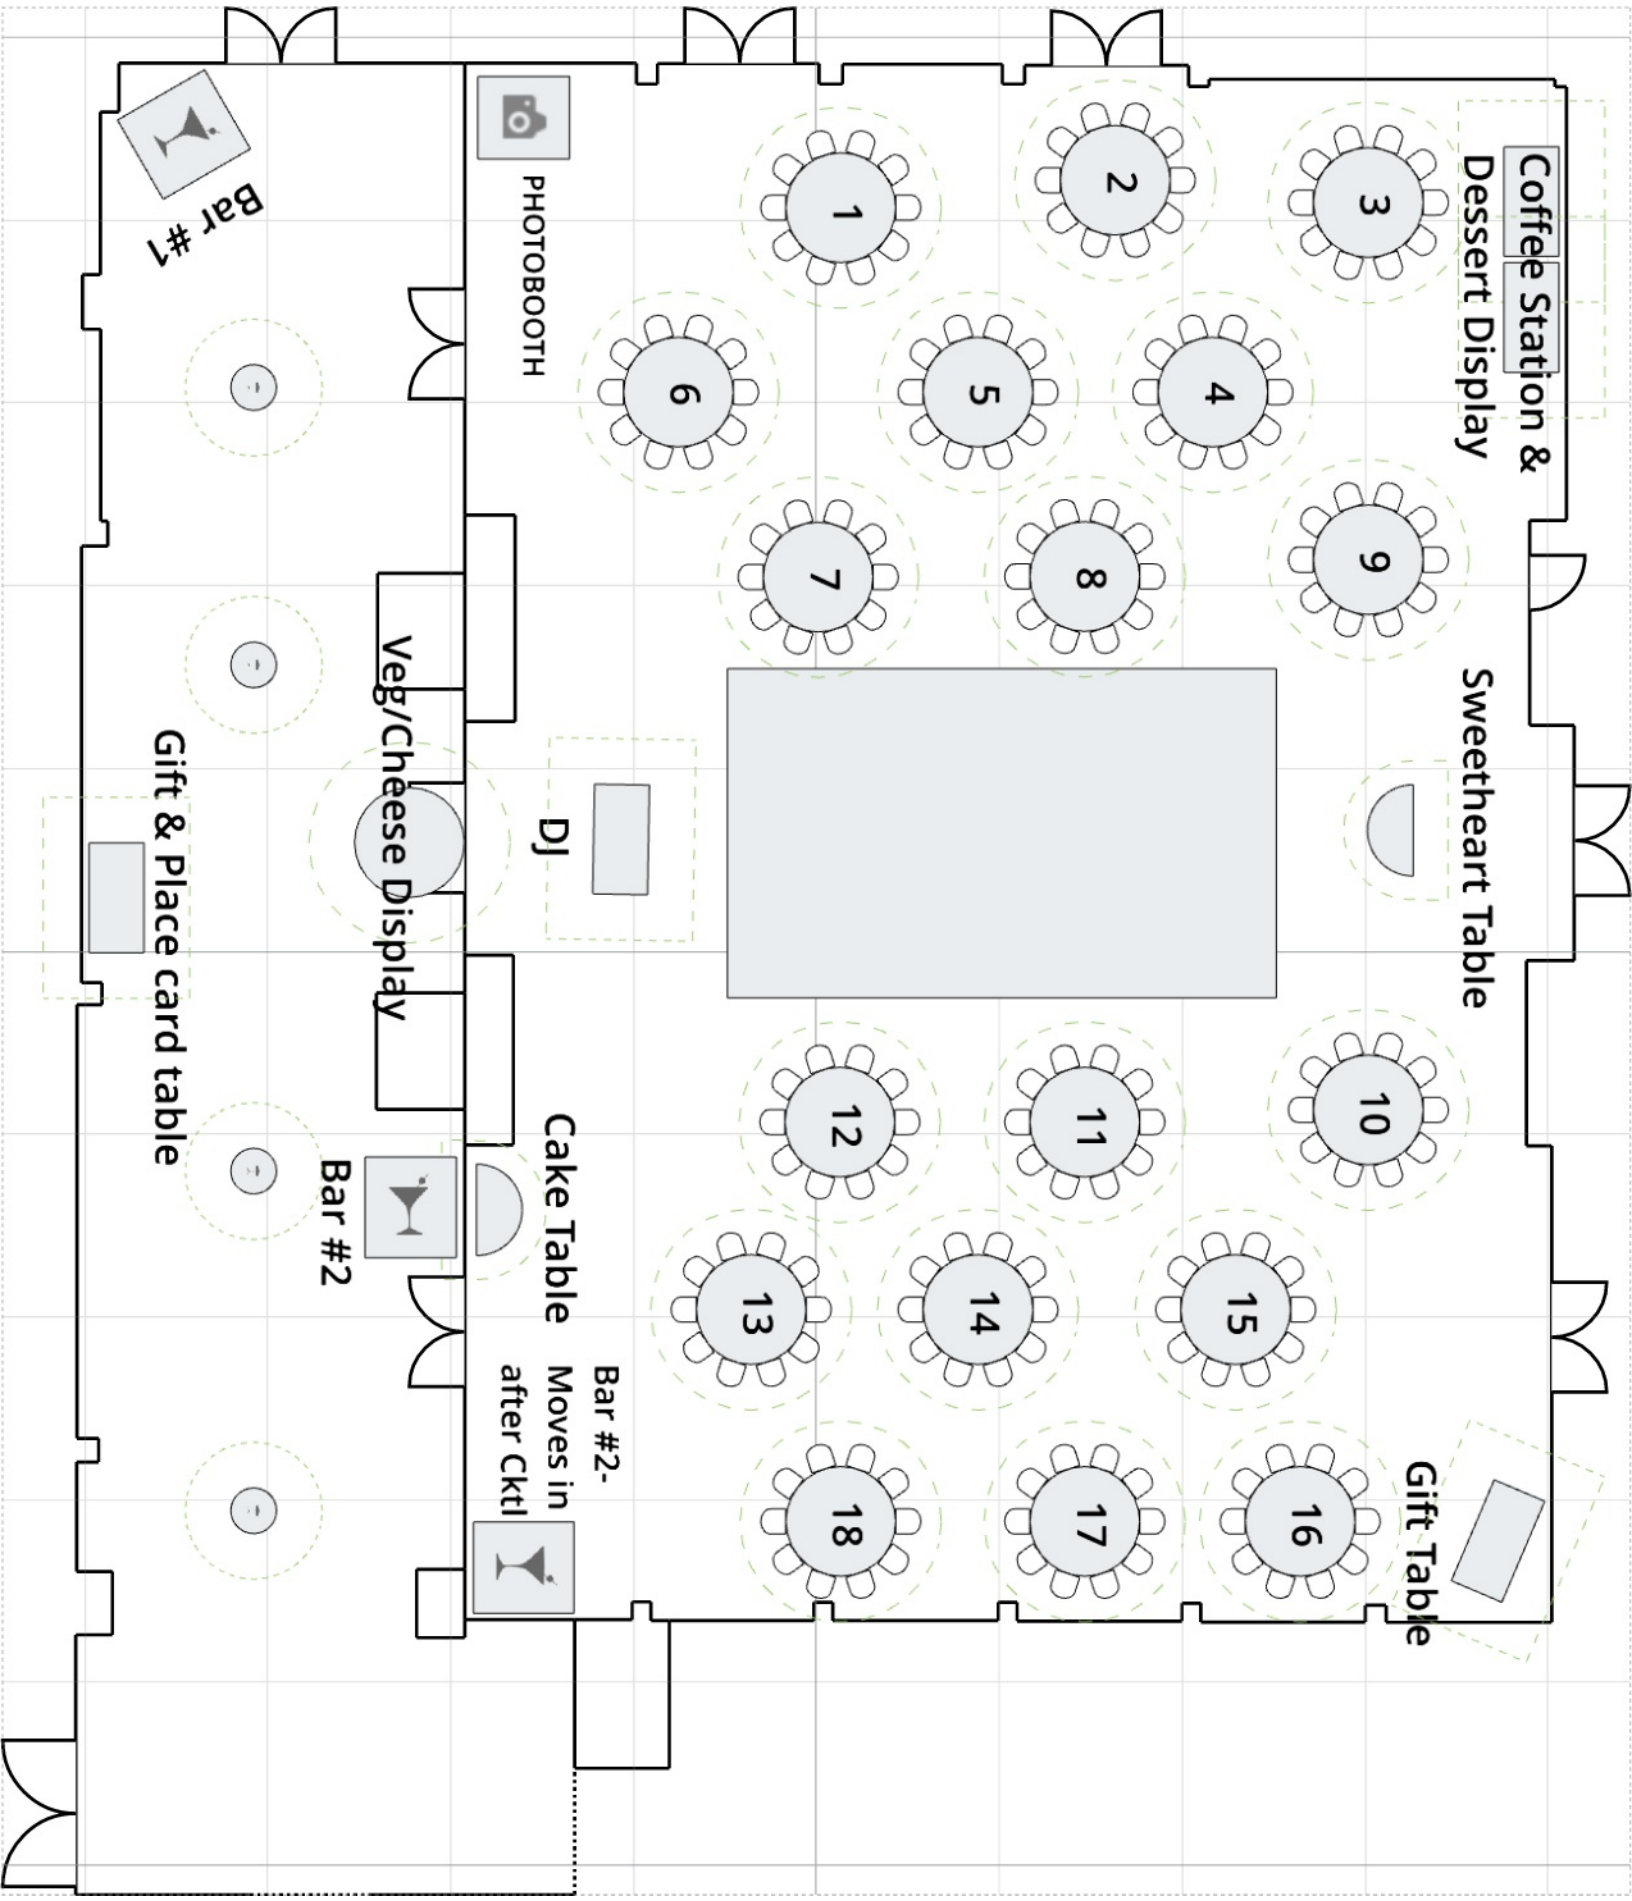 Coffee Station &
Dessert Display
Sweetheart Table
Gift Table
3
9
10
16
4
15
2
8
11
17
5
14
1
7
12
18
13
6
Bar #2-
Moves in
after Cktl
PHOTOBOOTH
DJ
Cake Table
Veg/Cheese Display
Bar #2
Bar #1
Gift & Place card table